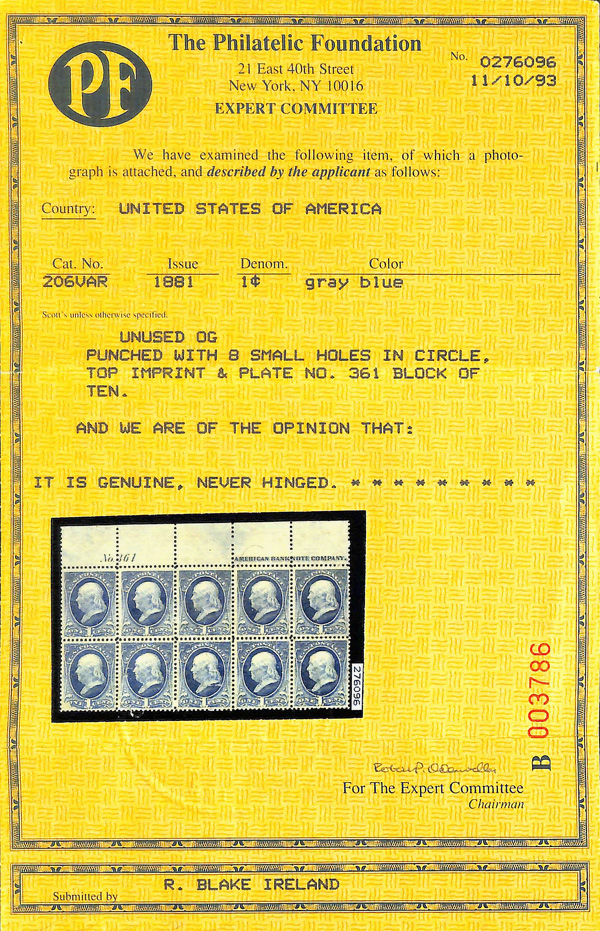 PF
The Philatelic Foundation
21 East 40th Street
New York, NY 10016
EXPERT COMMITTEE
No. 0276096
11/10/93
We have examined the following item, of which a photo-
graph is attached, and described by the applicant as follows:
Country: UNITED STATES OF AMERICA
Cat. No. Issue Denom. Color
206VAR 1881 1¢ gray blue
Scott's unless otherwise specified.
UNUSED OG
PUNCHED WITH 8 SMALL HOLES IN CIRCLE,
TOP IMPRINT & PLATE NO. 361 BLOCK OF
TEN.
AND WE ARE OF THE OPINION THAT:
IT IS GENUINE, NEVER HINGED. * * * * * * * * *
No 361
AMERICAN BANK NOTE COMPANY.
276096
B 003786
For The Expert Committee
Chairman
Submitted by R. BLAKE IRELAND